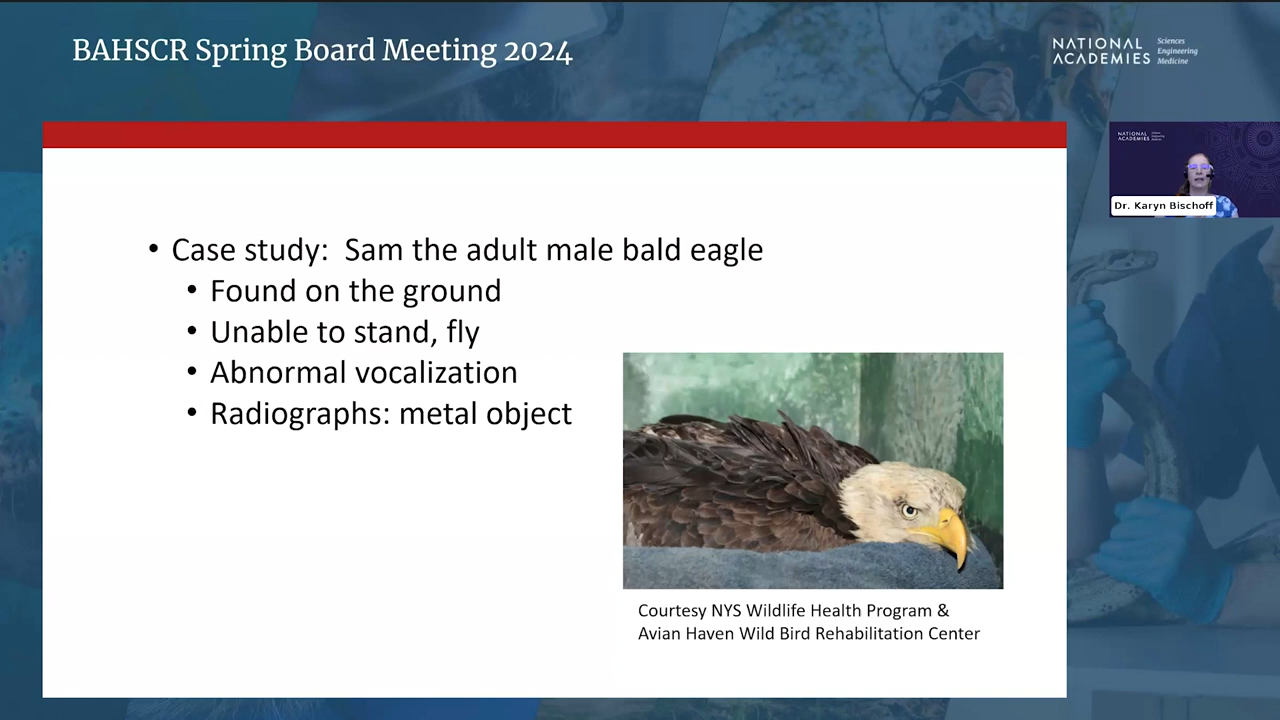 BAHSCR Spring Board Meeting 2024
NATIONAL
ACADEMIES
Sciences
Engineering
Medicine
NATIONAL
ACADEMIES
Dr. Karyn Bischoff
• Case study:  Sam the adult male bald eagle
• Found on the ground
• Unable to stand, fly
• Abnormal vocalization
• Radiographs: metal object
Courtesy NYS Wildlife Health Program &
Avian Haven Wild Bird Rehabilitation Center